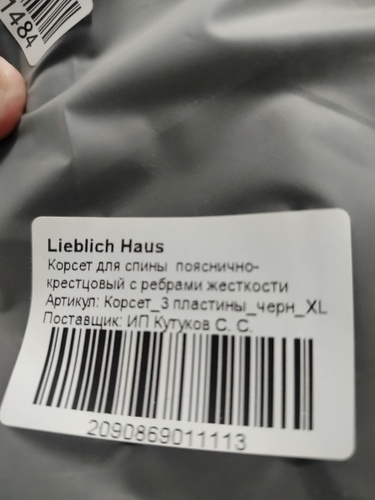 1484
Lieblich Haus
Корсет для спины пояснично-
крестцовый с ребрами жесткости
Артикул: Корсет_3 пластины_черн_XL
Поставщик: ИП Кутуков С. С.
2090869011113